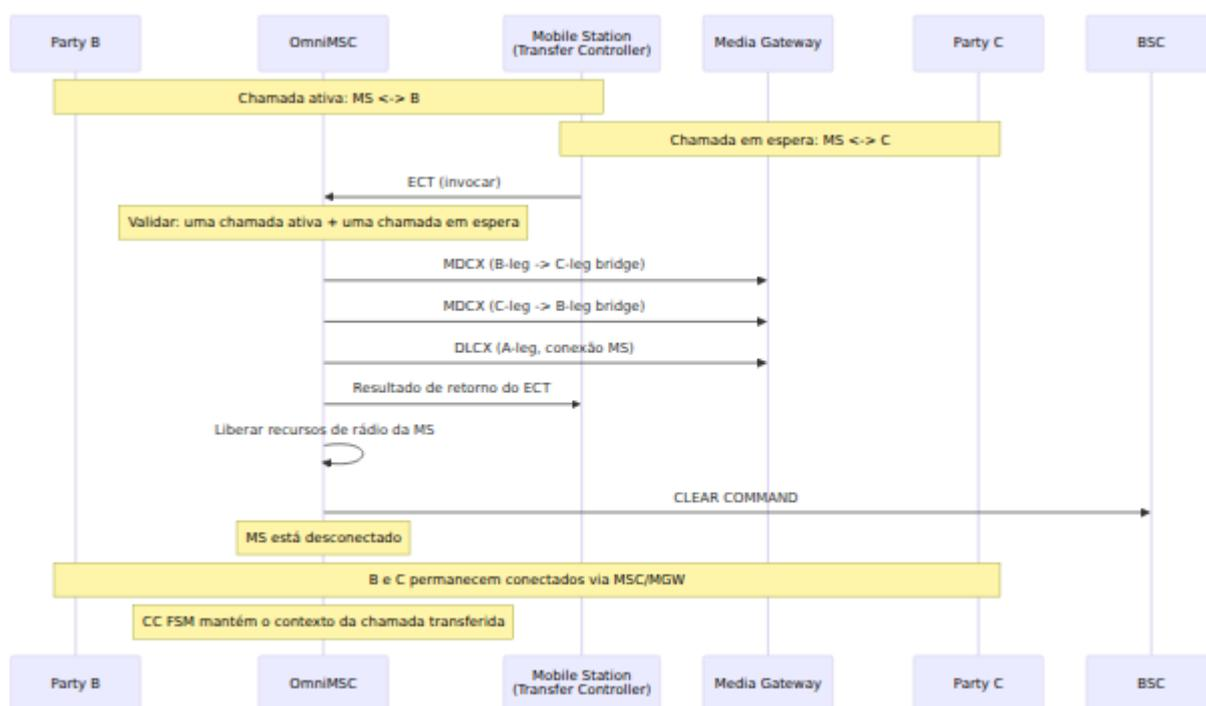 Party B
OmniMSC
Mobile Station
(Transfer Controller)
Media Gateway
Party C
BSC
Chamada ativa: MS <-> B
Chamada em espera: MS <-> C
ECT (invocar)
Validar: uma chamada ativa + uma chamada em espera
MDCX (B-leg -> C-leg bridge)
MDCX (C-leg -> B-leg bridge)
DLCX (A-leg, conexão MS)
Resultado de retorno do ECT
Liberar recursos de rádio da MS
CLEAR COMMAND
MS está desconectado
B e C permanecem conectados via MSC/MGW
CC FSM mantém o contexto da chamada transferida
Party B
OmniMSC
Mobile Station
(Transfer Controller)
Media Gateway
Party C
BSC